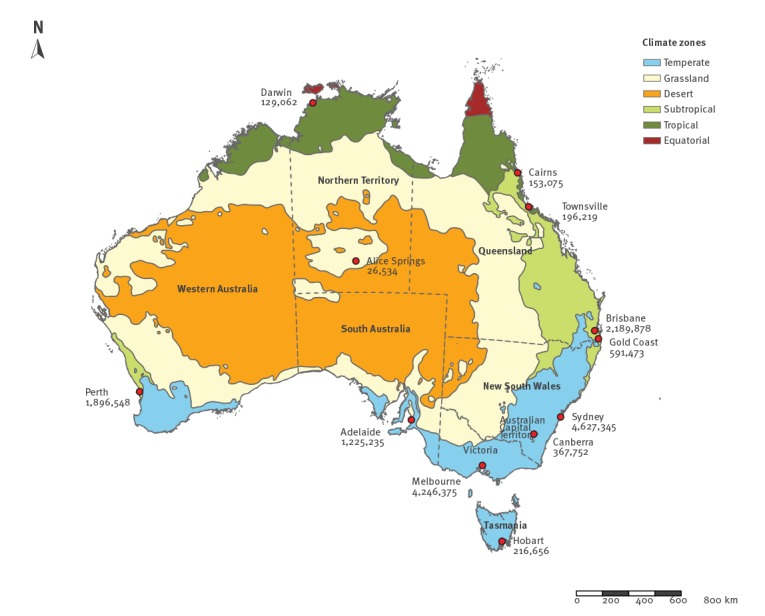 N
Climate zones
Temperate
Grassland
Desert
Subtropical
Tropical
Equatorial
Darwin
129,062
Cairns
153,075
Northern Territory
Townsville
196,219
Queensland
Alice Springs
26,534
Western Australia
South Australia
Brisbane
2,189,878
Gold Coast
591,473
New South Wales
Perth
1,896,548
Sydney
4,627,345
Australian
Capital
Territory
Adelaide
1,225,235
Canberra
367,752
Victoria
Melbourne
4,246,375
Tasmania
Hobart
216,656
0 200 400 600 800 km